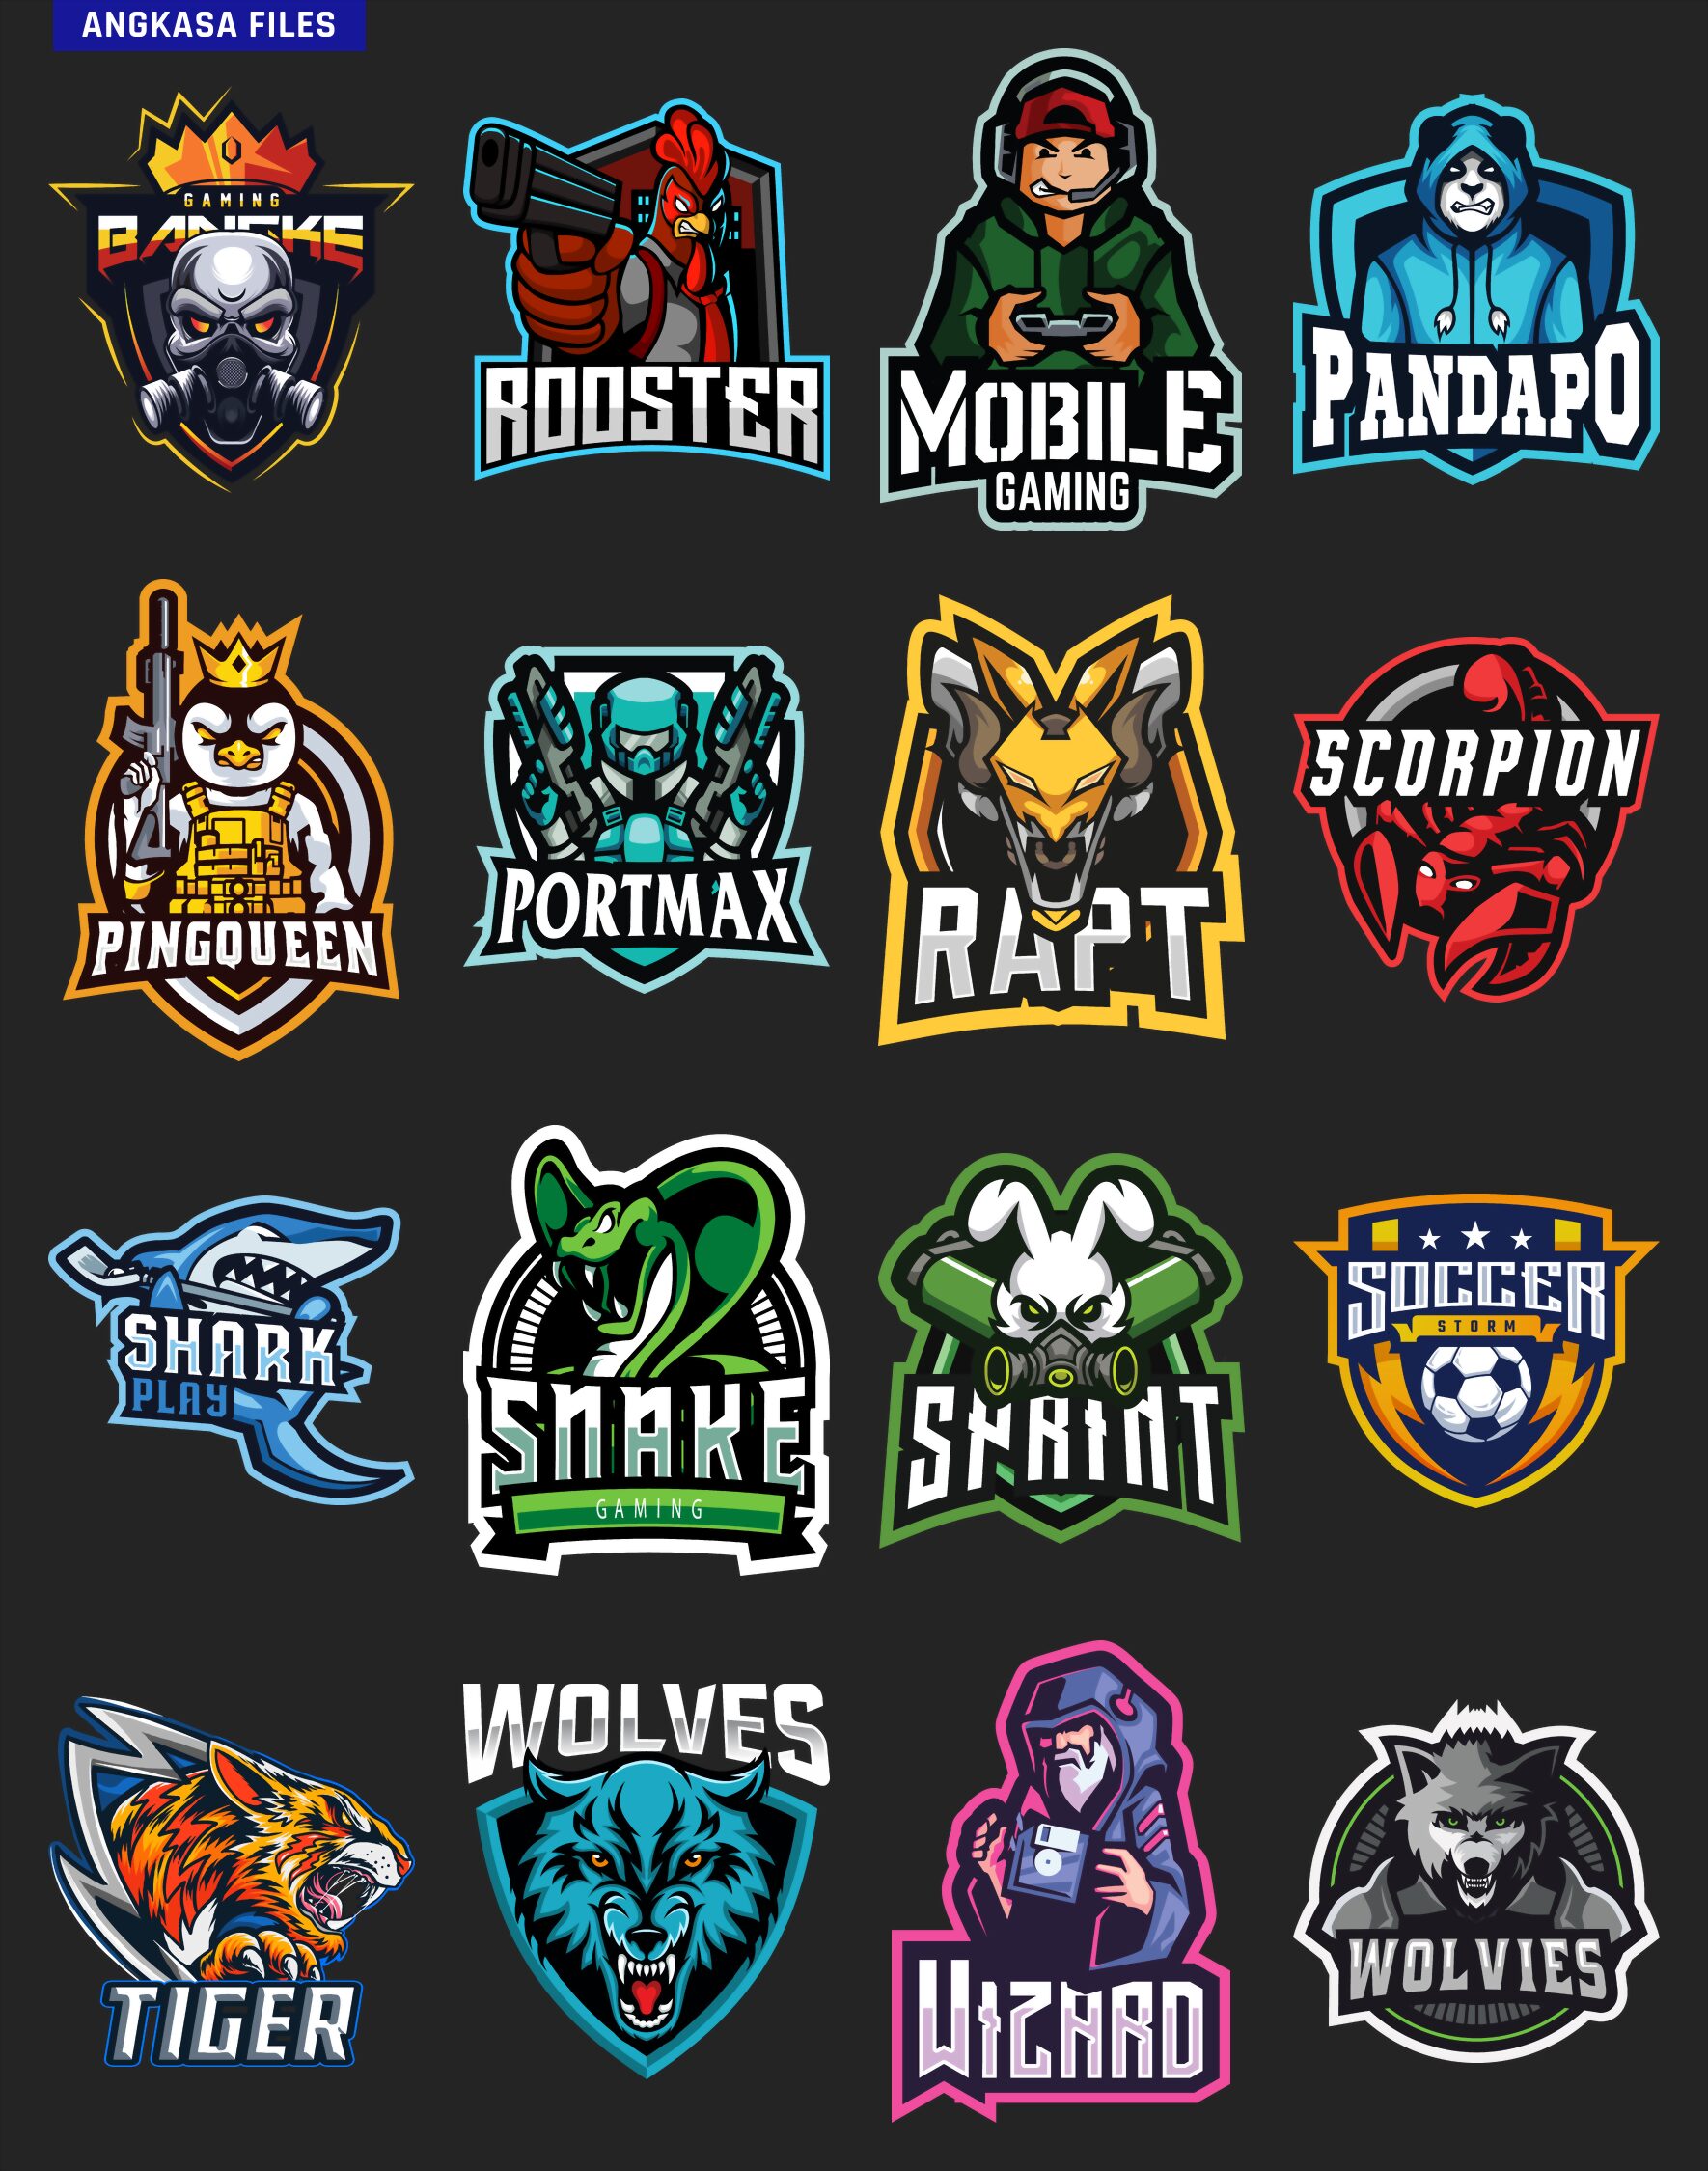 ANGKASA FILES
GAMING
ROOSTER
MOBILE
GAMING
PANDAPO
PINGQUEEN
PORTMAX
RAPT
SCORPION
SHARK
PLAY
SNAKE
GAMING
SPRINT
SOCCER
STORM
TIGER
WOLVES
WIZARD
WOLVIES